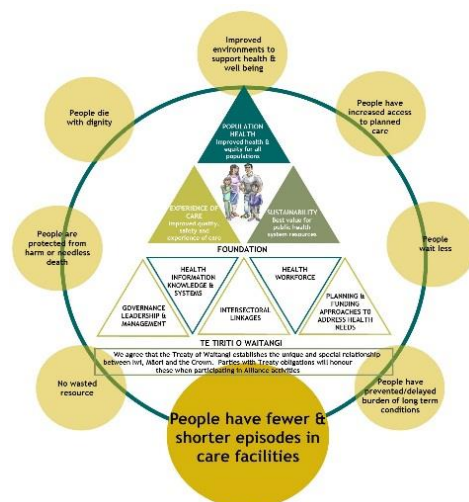 Improved
environments to
support health &
well being
People die
with dignity
People have
increased access
to planned
care
POPULATION
HEALTH
Improved health &
equity for all
populations
EXPERIENCE OF
CARE
Improved quality,
safety and
experience of care
SUSTAINABILITY
Best value for
public health
system resources
People are
protected from
harm or needless
death
People
wait less
FOUNDATION
HEALTH
INFORMATION
KNOWLEDGE &
SYSTEMS
HEALTH
WORKFORCE
GOVERNANCE
LEADERSHIP &
MANAGEMENT
INTERSECTORAL
LINKAGES
PLANNING &
FUNDING
APPROACHES TO
ADDRESS HEALTH
NEEDS
TE TIRITI O WAITANGI
We agree that the Treaty of Waitangi establishes the unique and special relationship
between Iwi, Māori and the Crown. Parties with Treaty obligations will honour
these when participating in Alliance activities
No wasted
resource
People have
prevented/delayed
burden of long term
conditions
People have fewer &
shorter episodes in
care facilities